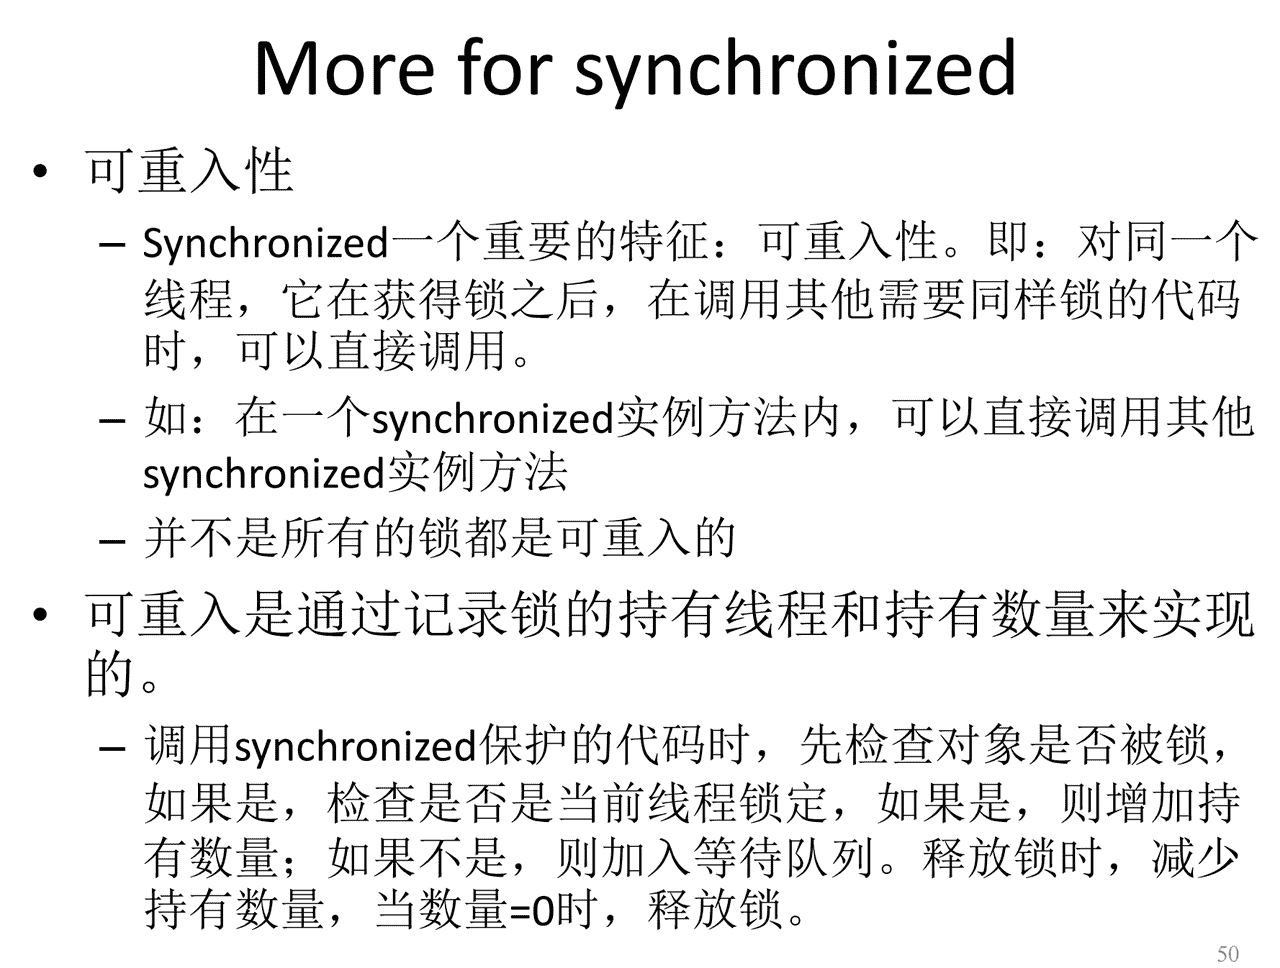 More for synchronized
• 可重入性
– Synchronized一个重要的特征：可重入性。即：对同一个
线程，它在获得锁之后，在调用其他需要同样锁的代码
时，可以直接调用。
– 如：在一个synchronized实例方法内，可以直接调用其他
synchronized实例方法
– 并不是所有的锁都是可重入的
• 可重入是通过记录锁的持有线程和持有数量来实现
的。
– 调用synchronized保护的代码时，先检查对象是否被锁，
如果是，检查是否是当前线程锁定，如果是，则增加持
有数量；如果不是，则加入等待队列。释放锁时，减少
持有数量，当数量=0时，释放锁。
50